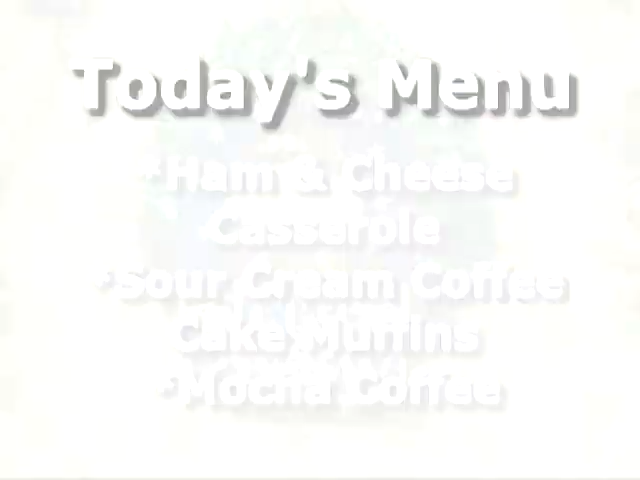 Today's Menu
*Ham & Cheese
Casserole
*Sour Cream Coffee
Cake Muffins
*Mocha Coffee